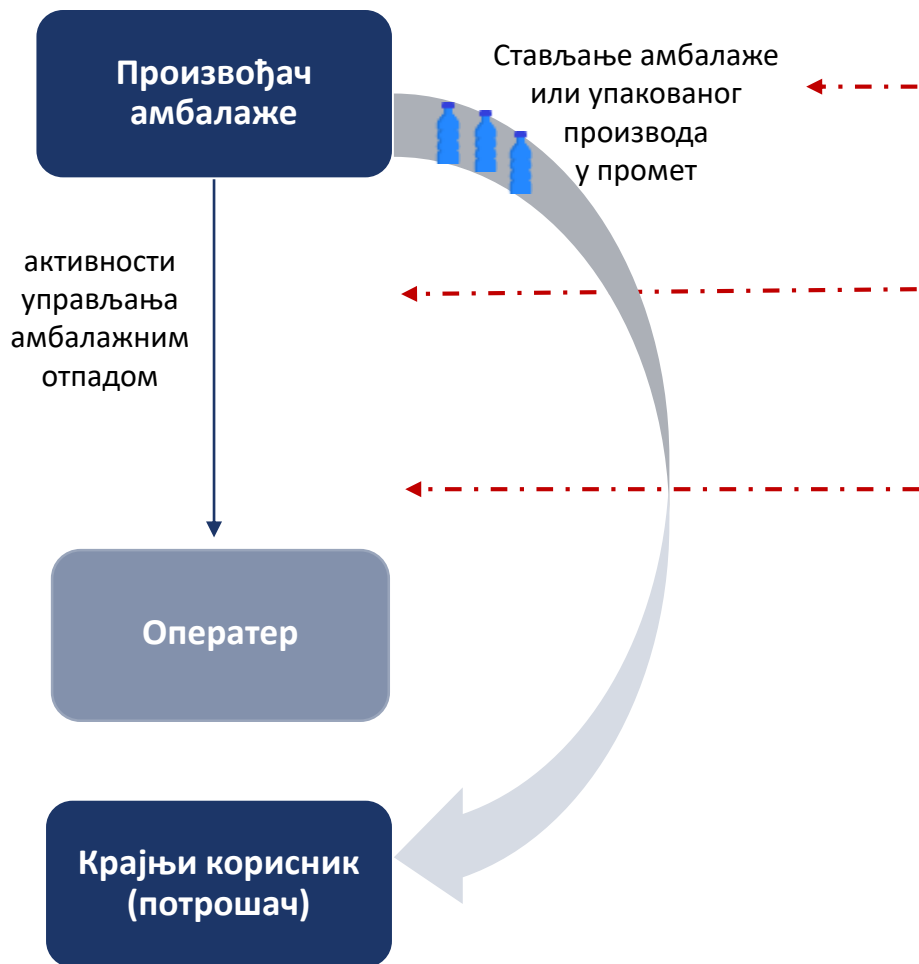 Произвођач
амбалаже
Стављање амбалаже
или упакованог
производа
у промет
активности
управљања
амбалажним
отпадом
Оператер
Крајњи корисник
(потрошач)